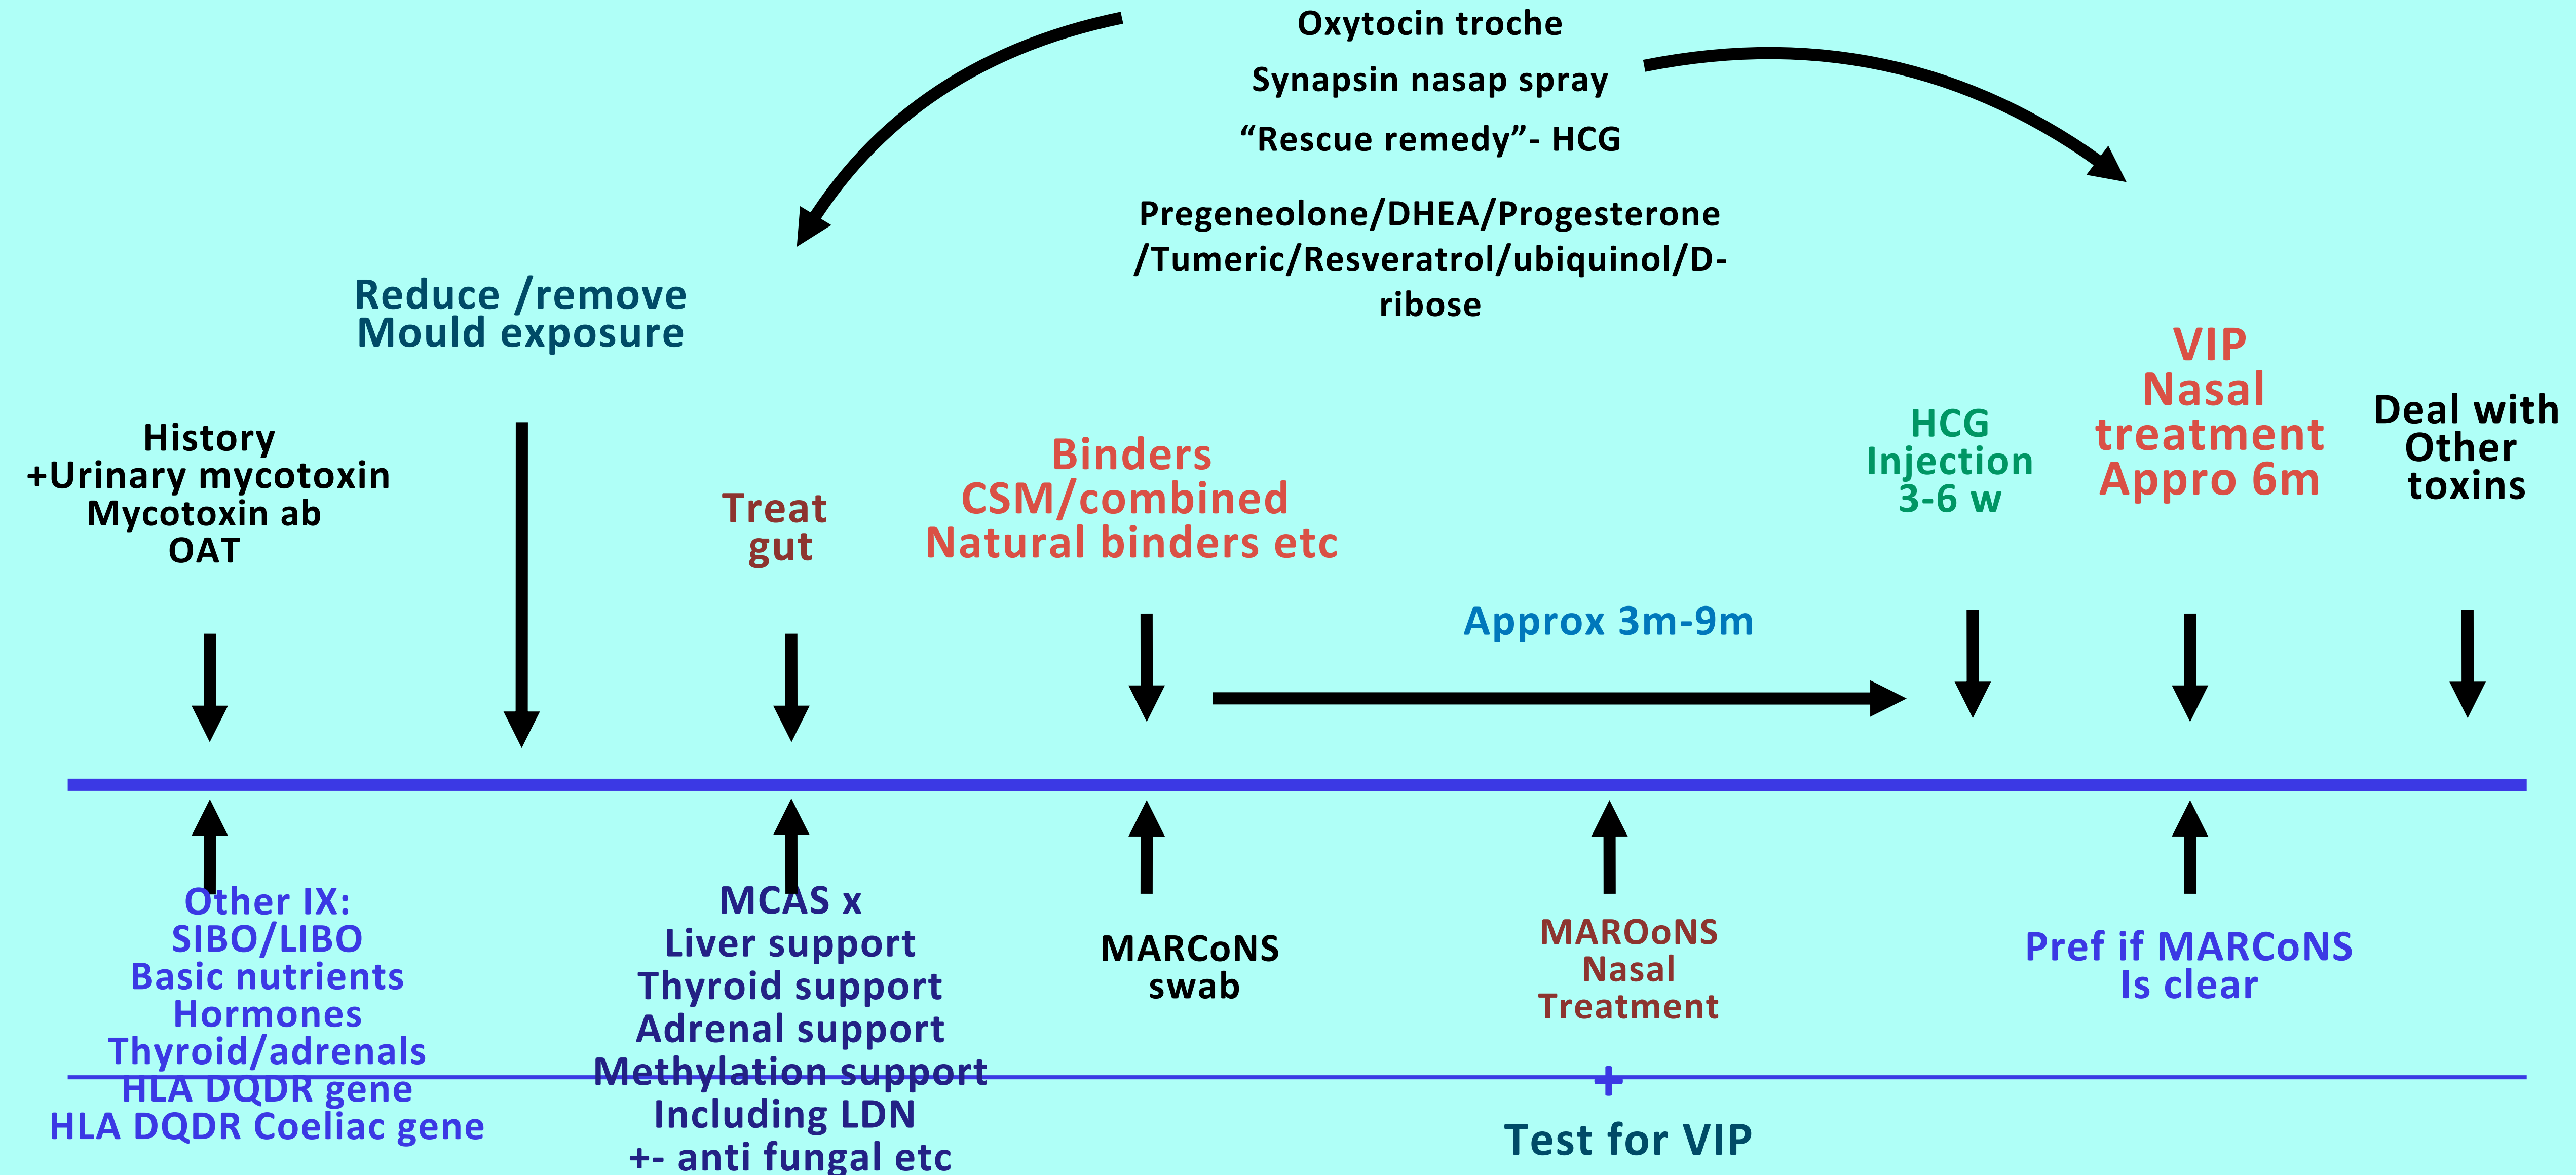 Oxytocin troche
Synapsin nasap spray
“Rescue remedy”- HCG
Pregeneolone/DHEA/Progesterone
/Tumeric/Resveratrol/ubiquinol/D-
ribose
Reduce /remove
Mould exposure
History
+Urinary mycotoxin
Mycotoxin ab
OAT
Treat
gut
Binders
CSM/combined
Natural binders etc
Approx 3m-9m
HCG
Injection
3-6 w
VIP
Nasal
treatment
Appro 6m
Deal with
Other
toxins
Other IX:
SIBO/LIBO
Basic nutrients
Hormones
Thyroid/adrenals
HLA DQDR gene
HLA DQDR Coeliac gene
MCAS x
Liver support
Thyroid support
Adrenal support
Methylation support
Including LDN
+- anti fungal etc
MARCoNS
swab
MAROoNS
Nasal
Treatment
+
Test for VIP
Pref if MARCoNS
Is clear